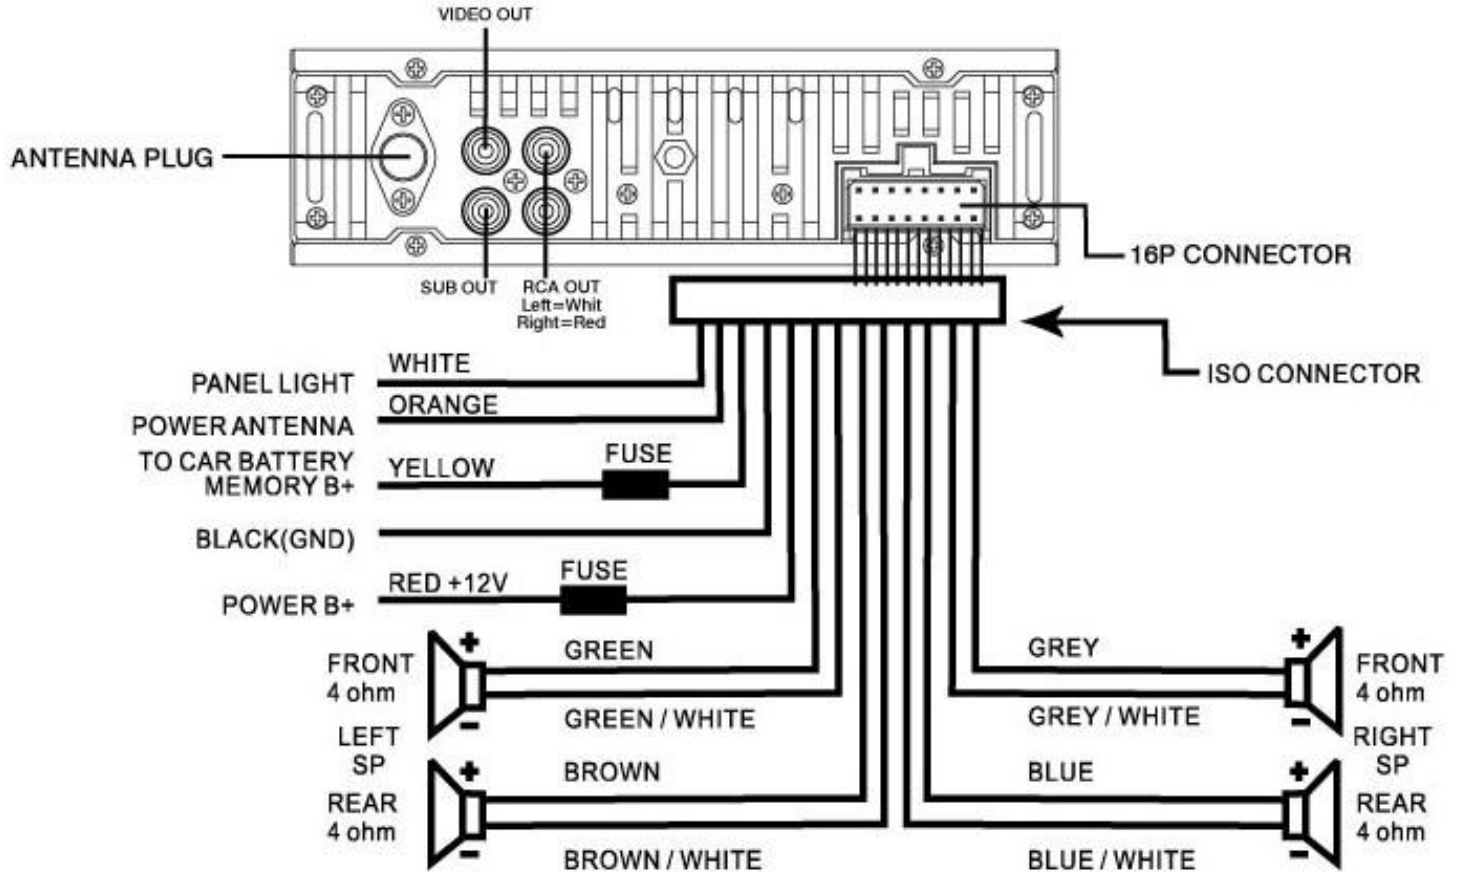 VIDEO OUT
ANTENNA PLUG
16P CONNECTOR
SUB OUT
RCA OUT
Left=Whit
Right=Red
ISO CONNECTOR
PANEL LIGHT
WHITE
POWER ANTENNA
ORANGE
TO CAR BATTERY
MEMORY B+
YELLOW
FUSE
BLACK(GND)
POWER B+
RED +12V
FUSE
FRONT
4 ohm
+
-
GREEN
GREEN / WHITE
LEFT
SP
REAR
4 ohm
+
-
BROWN
BROWN / WHITE
GREY
GREY / WHITE
+
-
FRONT
4 ohm
RIGHT
SP
BLUE
BLUE / WHITE
+
-
REAR
4 ohm